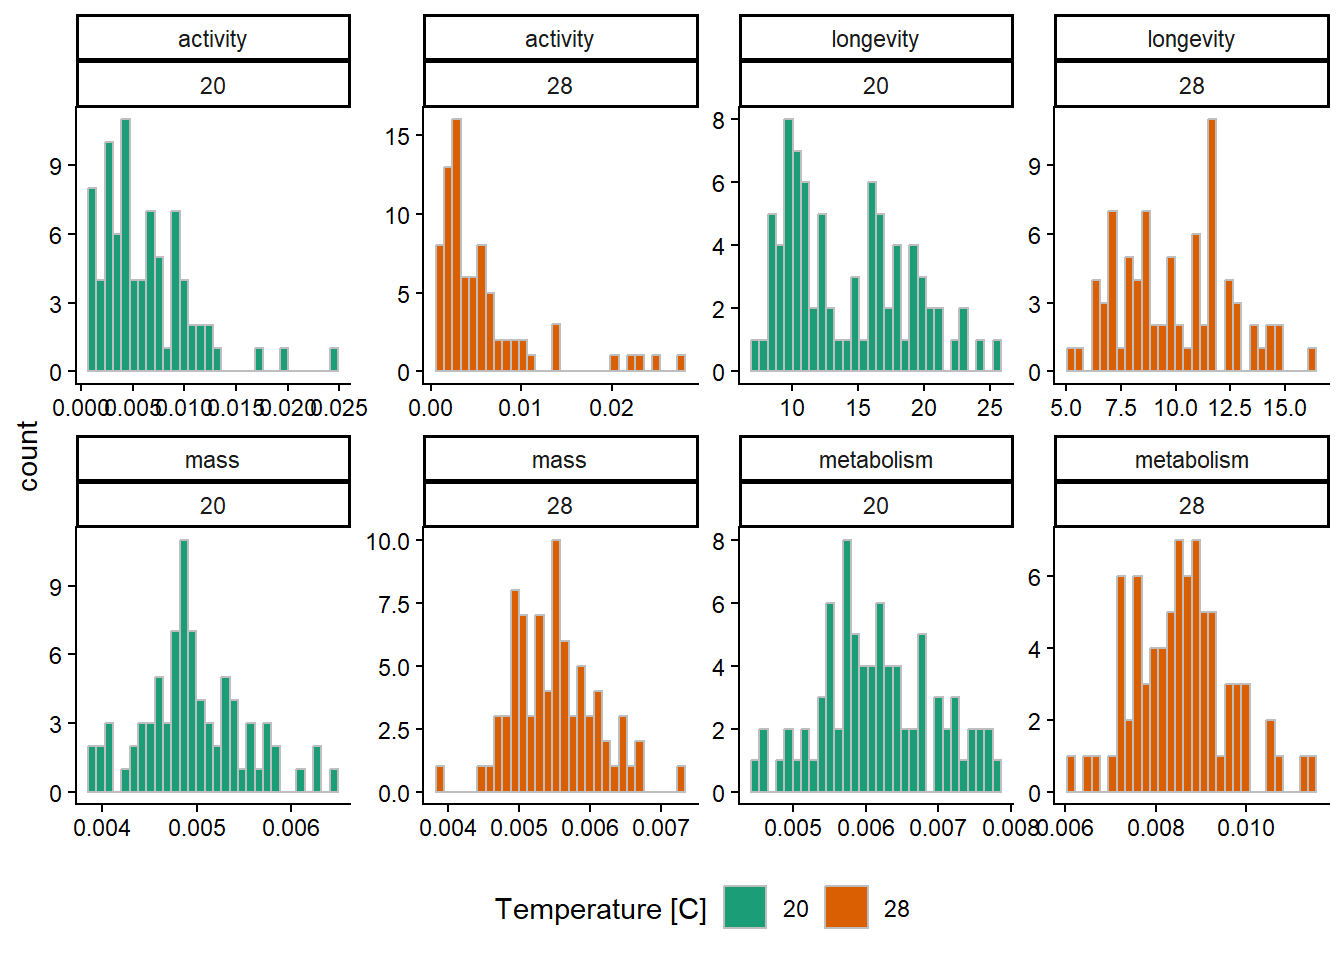 activity activity longevity longevity
20 28 20 28
9
6
3
0
15
10
5
0
8
6
4
2
0
9
6
3
0
0.000 0.005 0.010 0.015 0.020 0.025
0.00 0.01 0.02
10 15 20 25
5.0 7.5 10.0 12.5 15.0
count
mass mass metabolism metabolism
20 28 20 28
9
6
3
0
10.0
7.5
5.0
2.5
0.0
8
6
4
2
0
6
4
2
0
0.004 0.005 0.006
0.004 0.005 0.006 0.007
0.005 0.006 0.007 0.008
0.006 0.008 0.010
Temperature [C] 20 28